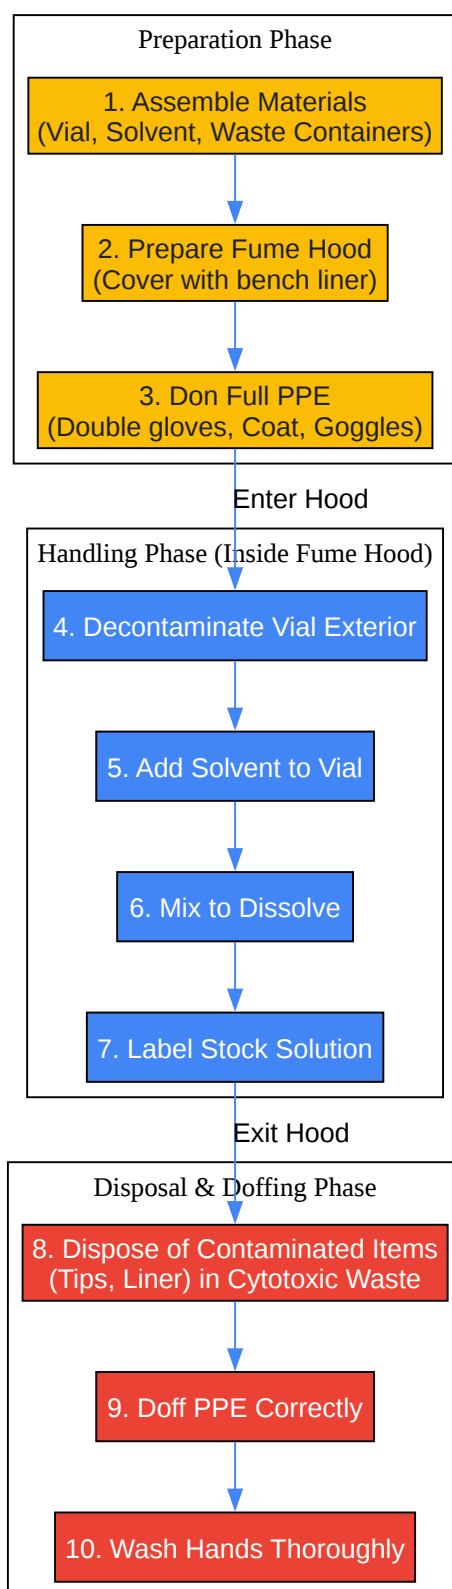 Preparation Phase
1. Assemble Materials
(Vial, Solvent, Waste Containers)
2. Prepare Fume Hood
(Cover with bench liner)
3. Don Full PPE
(Double gloves, Coat, Goggles)
Enter Hood
Handling Phase (Inside Fume Hood)
4. Decontaminate Vial Exterior
5. Add Solvent to Vial
6. Mix to Dissolve
7. Label Stock Solution
Exit Hood
Disposal & Doffing Phase
8. Dispose of Contaminated Items
(Tips, Liner) in Cytotoxic Waste
9. Doff PPE Correctly
10. Wash Hands Thoroughly